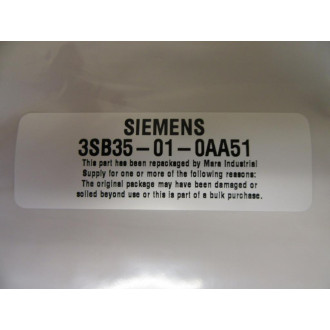 SIEMENS
3SB35-01-0AA51
This part has been repackaged by Mara Industrial
Supply for one or more of the following reasons:
The original package may have been damaged or
soiled beyond use or this is part of a bulk purchase.